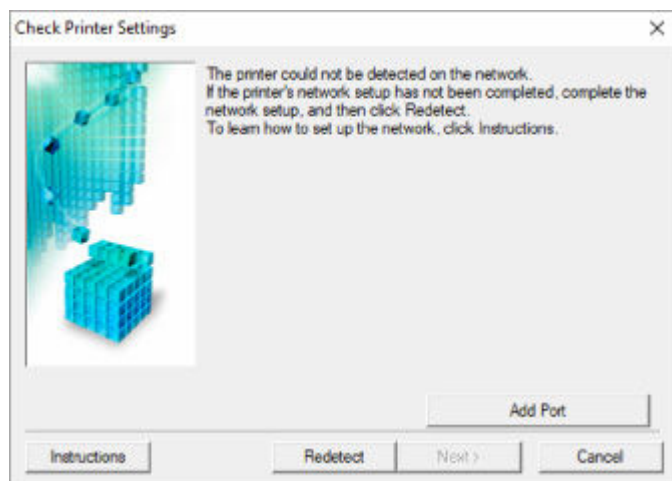 Check Printer Settings
The printer could not be detected on the network.
If the printer's network setup has not been completed, complete the
network setup, and then click Redetect.
To learn how to set up the network, click Instructions.
Add Port
Instructions
Redetect
Next >
Cancel